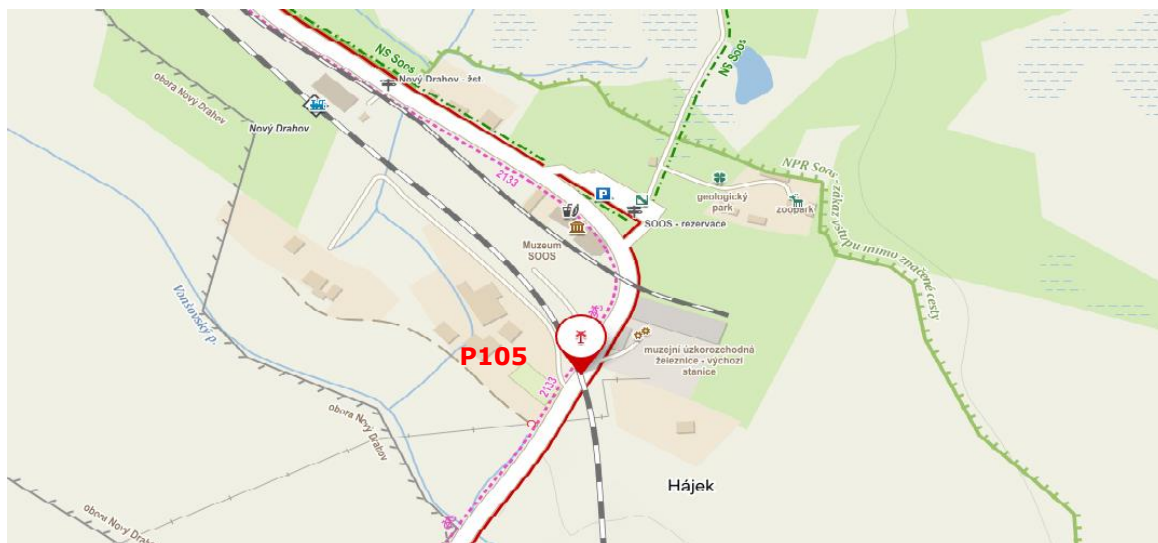 NS Soos
NS Soos
Nový Drahov - žst.
obora Nový Drahov
Nový Drahov
2133
P
geologický
park
zoopark
NPR Soos - zákaz vstupu mimo značené cesty
SOOS - rezervace
Muzeum
SOOS
Vonšovský p.
P105
muzejní úzkorozchodná
železnice - výchozí
stanice
2133
obora Nový Drahov
Hájek
obora Nový Drahov